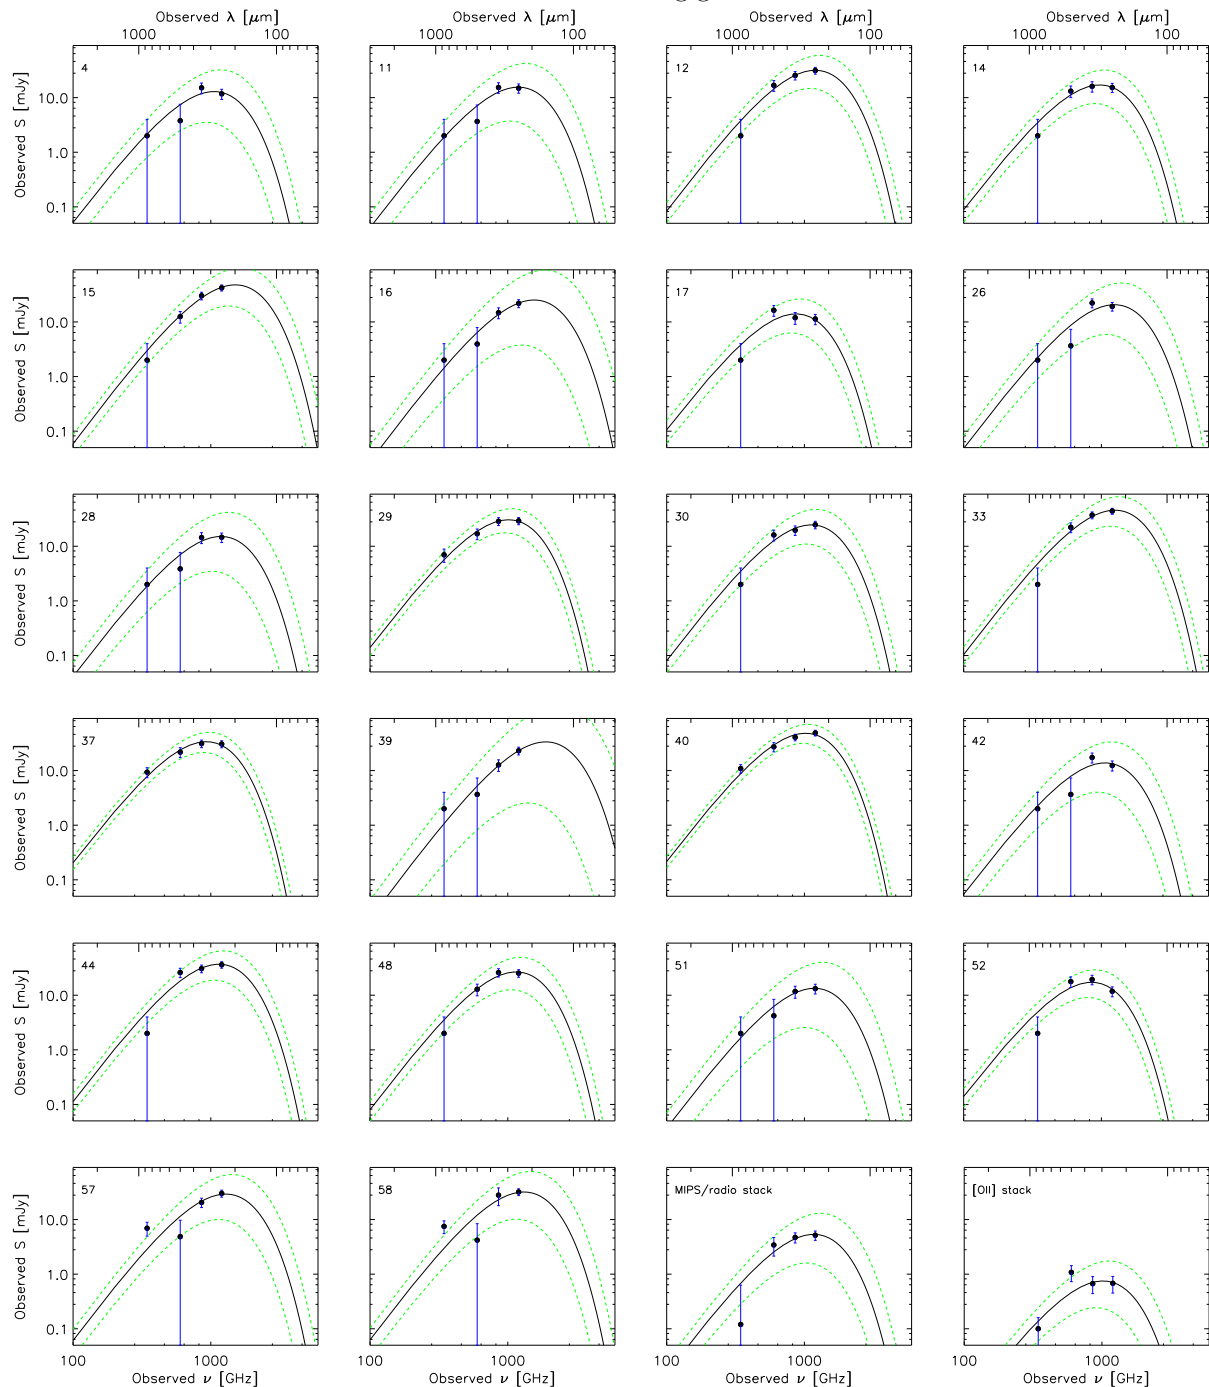 Observed λ [μm] Observed λ [μm] Observed λ [μm] Observed λ [μm]
1000 100 1000 100 1000 100 1000 100
4 11 12 14
Observed S [mJy]
10.0
1.0
0.1
15 16 17 26
Observed S [mJy]
10.0
1.0
0.1
28 29 30 33
Observed S [mJy]
10.0
1.0
0.1
37 39 40 42
Observed S [mJy]
10.0
1.0
0.1
44 48 51 52
Observed S [mJy]
10.0
1.0
0.1
57 58 MIPS/radio stack [OII] stack
Observed S [mJy]
10.0
1.0
0.1
100 1000 100 1000 100 1000 100 1000
Observed ν [GHz] Observed ν [GHz] Observed ν [GHz] Observed ν [GHz]